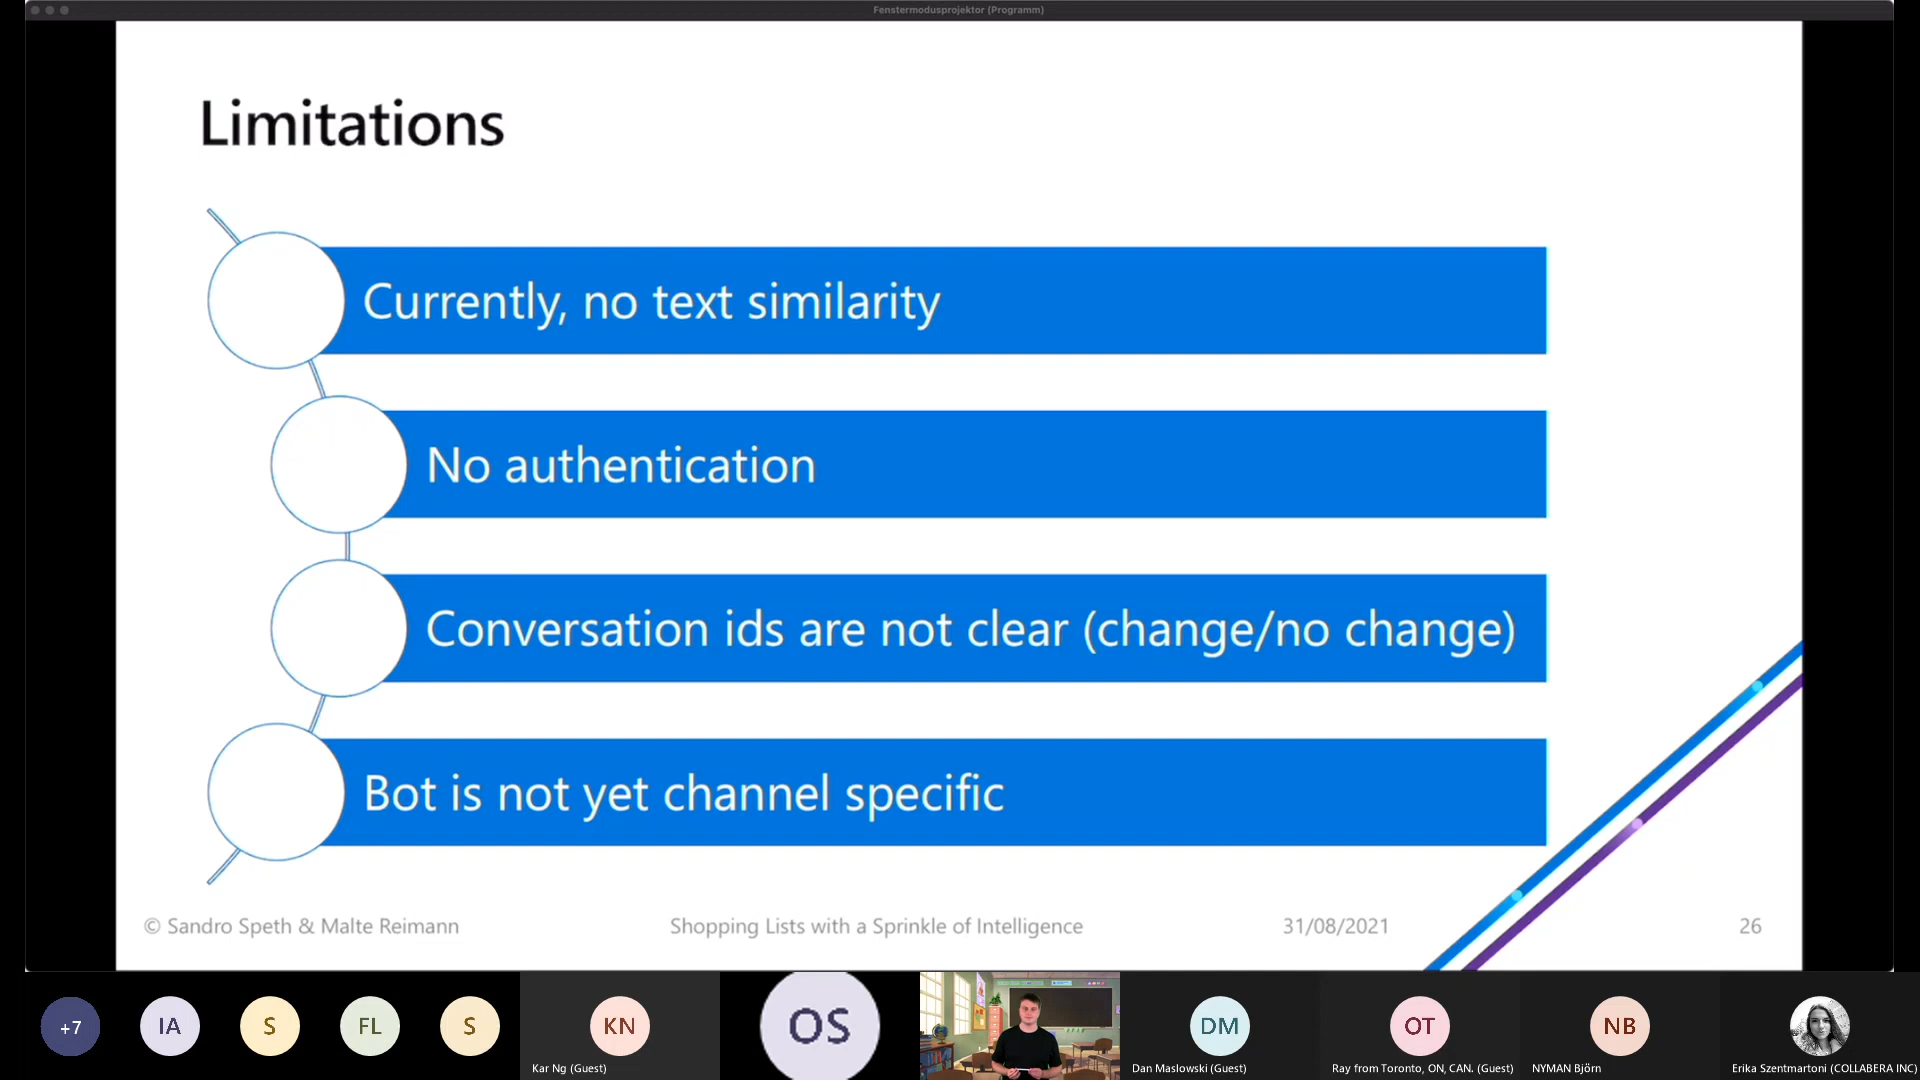 Fenstermodusprojektor (Programm)
Limitations
Currently, no text similarity
No authentication
Conversation ids are not clear (change/no change)
Bot is not yet channel specific
© Sandro Speth & Malte Reimann
Shopping Lists with a Sprinkle of Intelligence
31/08/2021
26
+7
IA
S
FL
S
KN
OS
DM
OT
NB
Kar Ng (Guest)
Dan Maslowski (Guest)
Ray from Toronto, ON, CAN. (Guest)
NYMAN Björn
Erika Szentmartoni (COLLABERA INC)